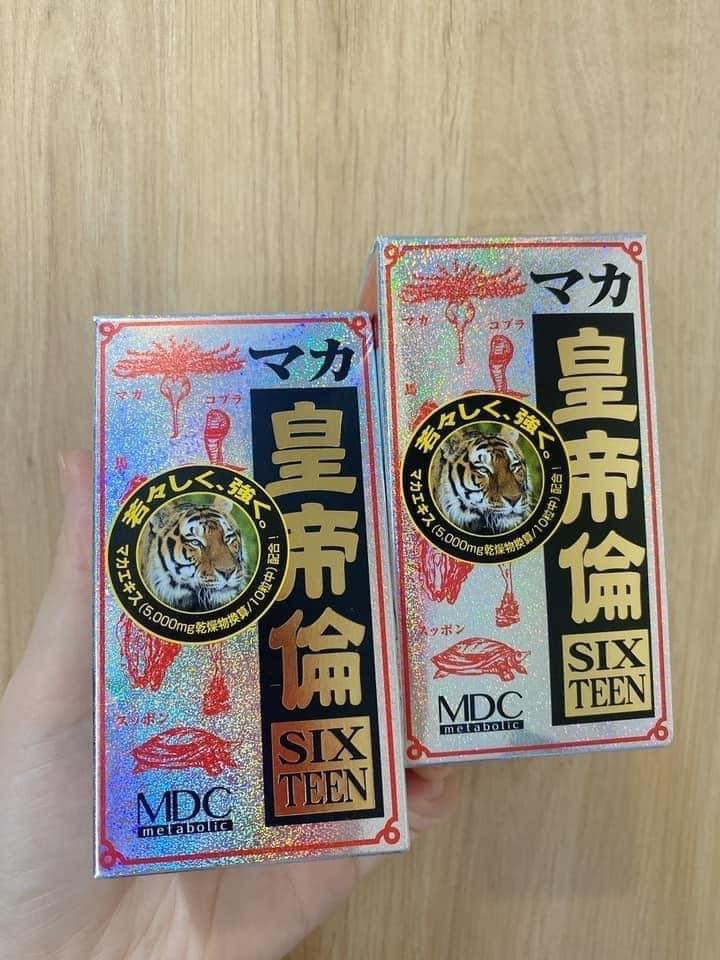 マカ
皇帝倫
SIX
TEEN
マカ
コブラ
馬
若々しく、強く。
マカエキス(5,000mg乾燥物換算/10粒中)配合!
スッポン
MDC
metabolic
マカ
皇帝倫
SIX
TEEN
マカ
コブラ
馬
若々しく、強く。
マカエキス(5,000mg乾燥物換算/10粒中)配合!
スッポン
MDC
metabolic